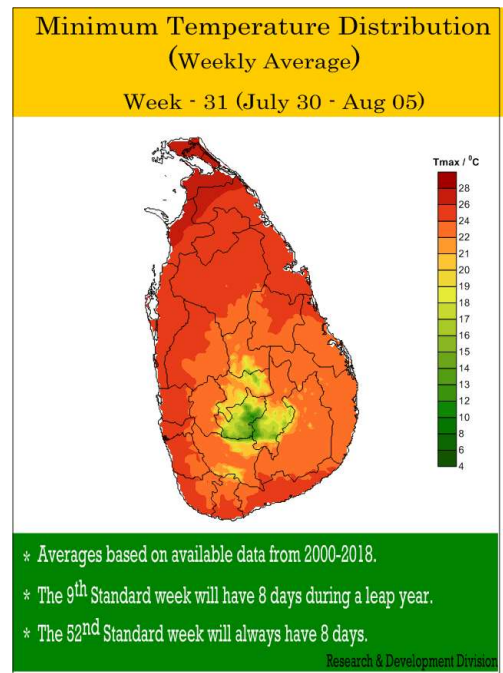 Minimum Temperature Distribution
(Weekly Average)
Week - 31 (July 30 - Aug 05)
Tmax / ⁰C
28
26
24
22
21
20
19
18
17
16
15
14
13
12
10
8
6
4
* Averages based on available data from 2000-2018.
* The 9th Standard week will have 8 days during a leap year.
* The 52nd Standard week will always have 8 days.
Research & Development Division